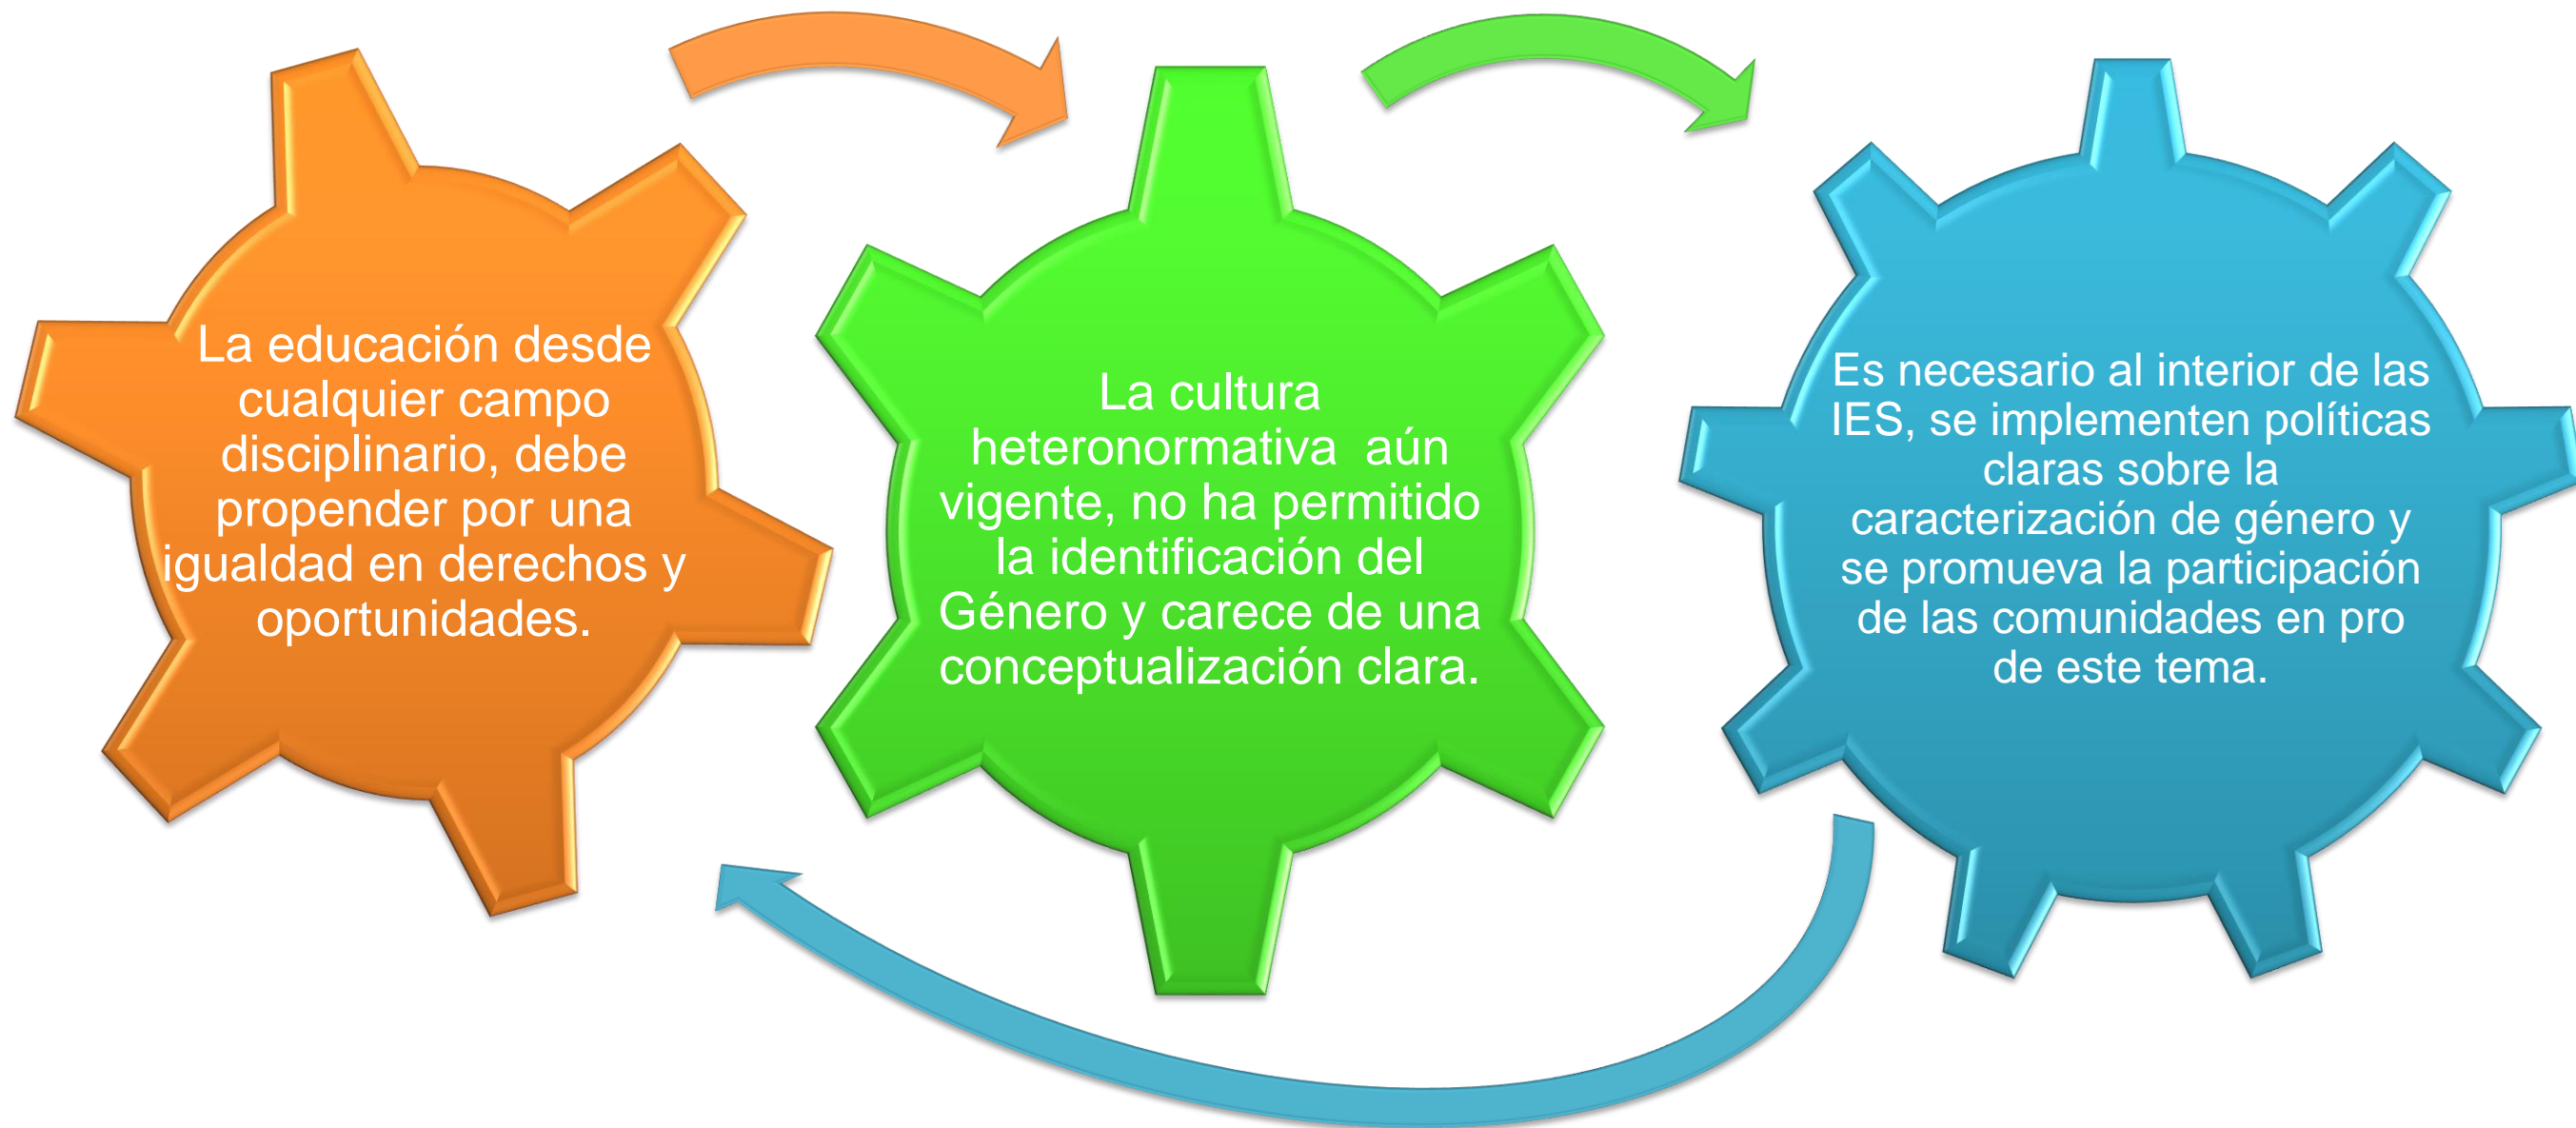 La educación desde
cualquier campo
disciplinario, debe
propender por una
igualdad en derechos y
oportunidades.
La cultura
heteronormativa  aún
vigente, no ha permitido
la identificación del
Género y carece de una
conceptualización clara.
Es necesario al interior de las
IES, se implementen políticas
claras sobre la
caracterización de género y
se promueva la participación
de las comunidades en pro
de este tema.